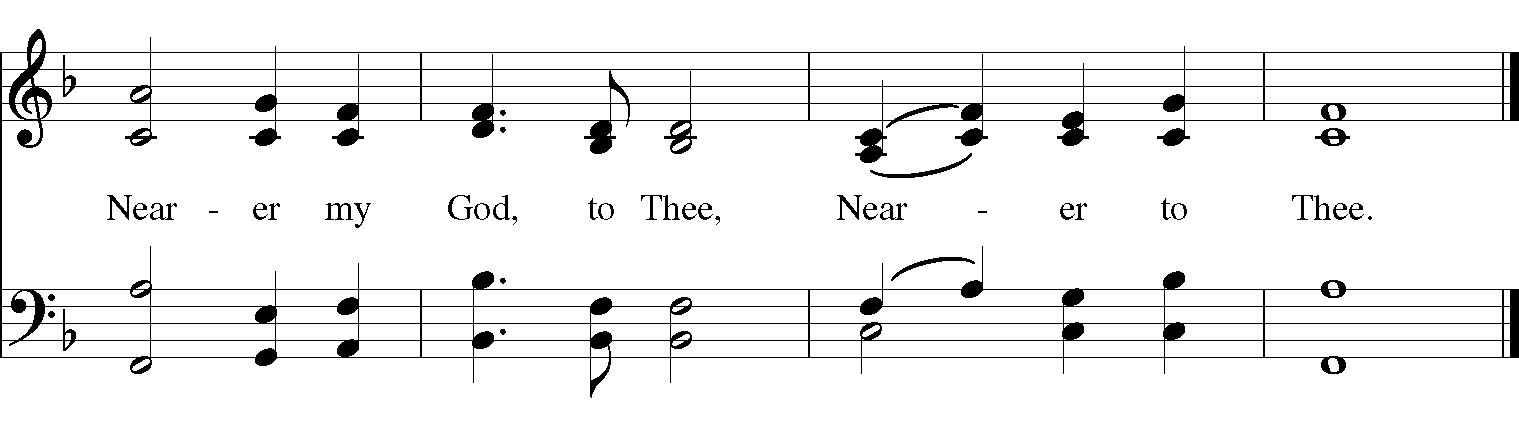 Near - er my God, to Thee, Near - er to Thee.